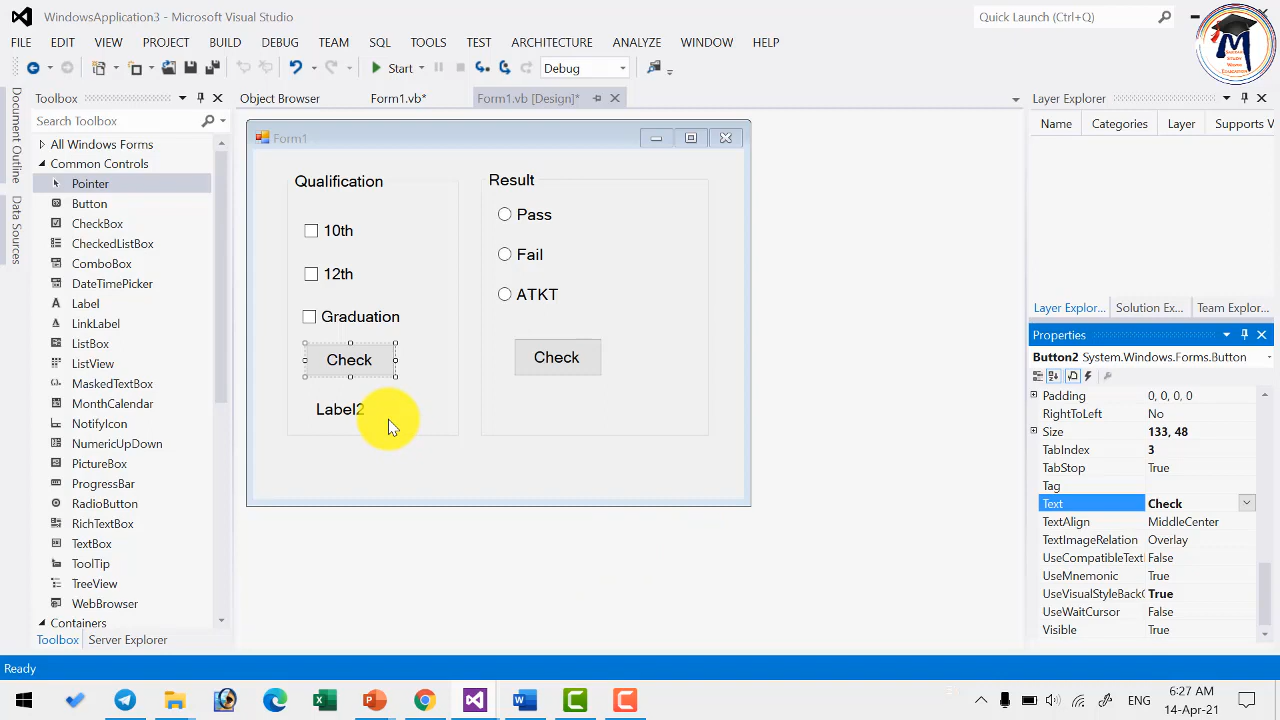 WindowsApplication3 - Microsoft Visual Studio
Quick Launch (Ctrl+Q)
FILE EDIT VIEW PROJECT BUILD DEBUG TEAM SQL TOOLS TEST ARCHITECTURE ANALYZE WINDOW HELP
Start Debug
Document Outline
Data Sources
Toolbox
Search Toolbox
All Windows Forms
Common Controls
Pointer
Button
CheckBox
CheckedListBox
ComboBox
DateTimePicker
Label
LinkLabel
ListBox
ListView
MaskedTextBox
MonthCalendar
NotifyIcon
NumericUpDown
PictureBox
ProgressBar
RadioButton
RichTextBox
TextBox
ToolTip
TreeView
WebBrowser
Containers
Toolbox Server Explorer
Object Browser Form1.vb* Form1.vb [Design]*
Form1
Qualification
10th
12th
Graduation
Check
Label2
Result
Pass
Fail
ATKT
Check
Layer Explorer
Name Categories Layer Supports V
Layer Explor... Solution Ex... Team Explor...
Properties
Button2 System.Windows.Forms.Button
Padding 0, 0, 0, 0
RightToLeft No
Size 133, 48
TabIndex 3
TabStop True
Tag
Text Check
TextAlign MiddleCenter
TextImageRelation Overlay
UseCompatibleText False
UseMnemonic True
UseVisualStyleBack True
UseWaitCursor False
Visible True
Ready
ENG
6:27 AM
14-Apr-21